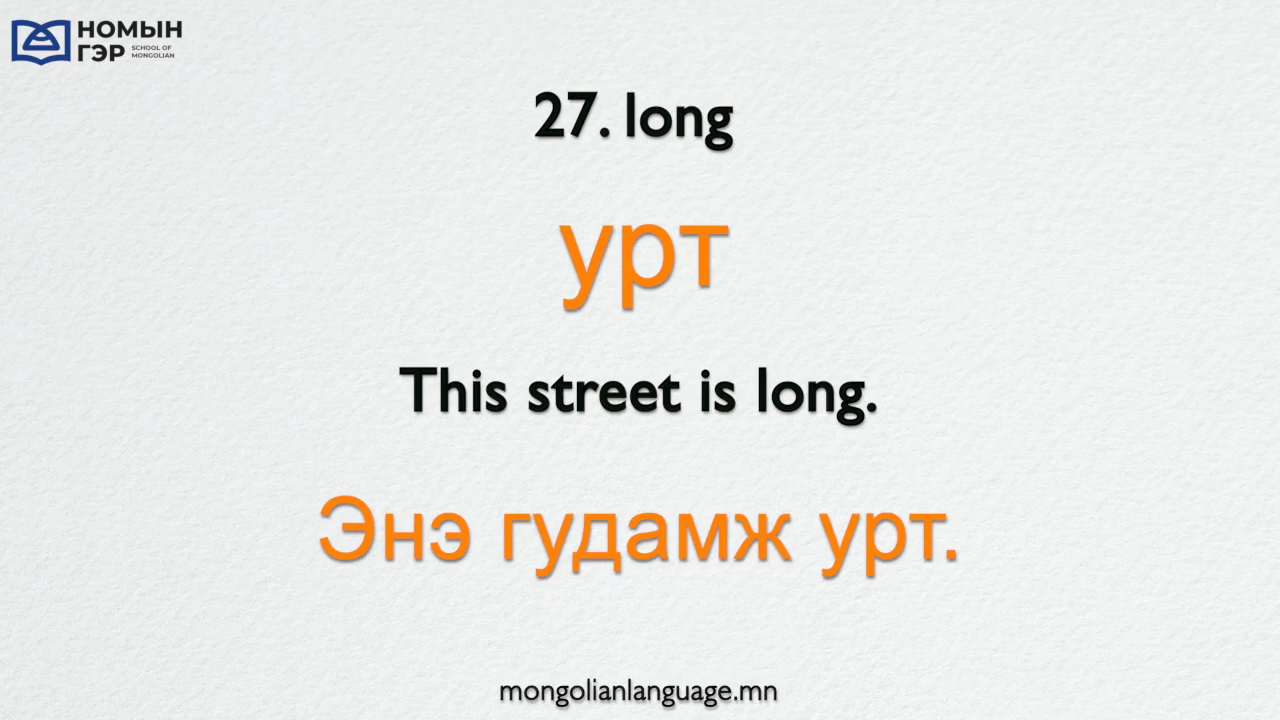 НОМЫН
ГЭР SCHOOL OF
MONGOLIAN
27. long
урт
This street is long.
Энэ гудамж урт.
mongolianlanguage.mn